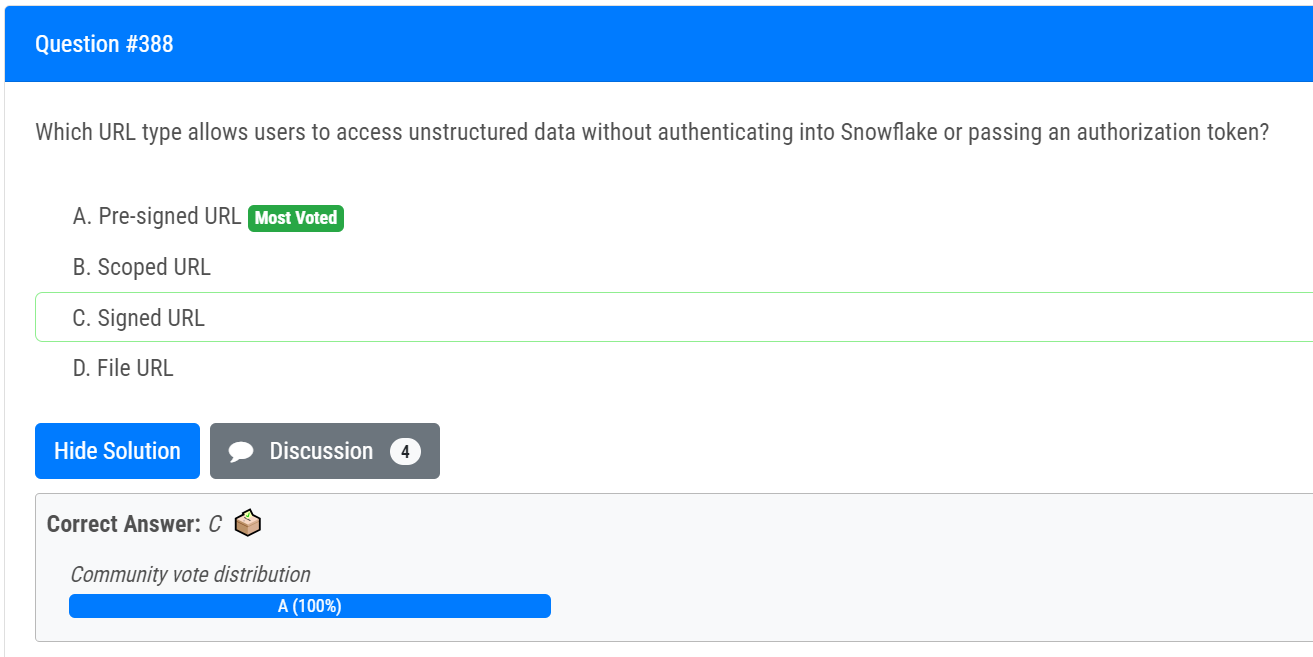 Question #388
Which URL type allows users to access unstructured data without authenticating into Snowflake or passing an authorization token?
A. Pre-signed URL Most Voted
B. Scoped URL
C. Signed URL
D. File URL
Hide Solution Discussion 4
Correct Answer: C
Community vote distribution
A (100%)